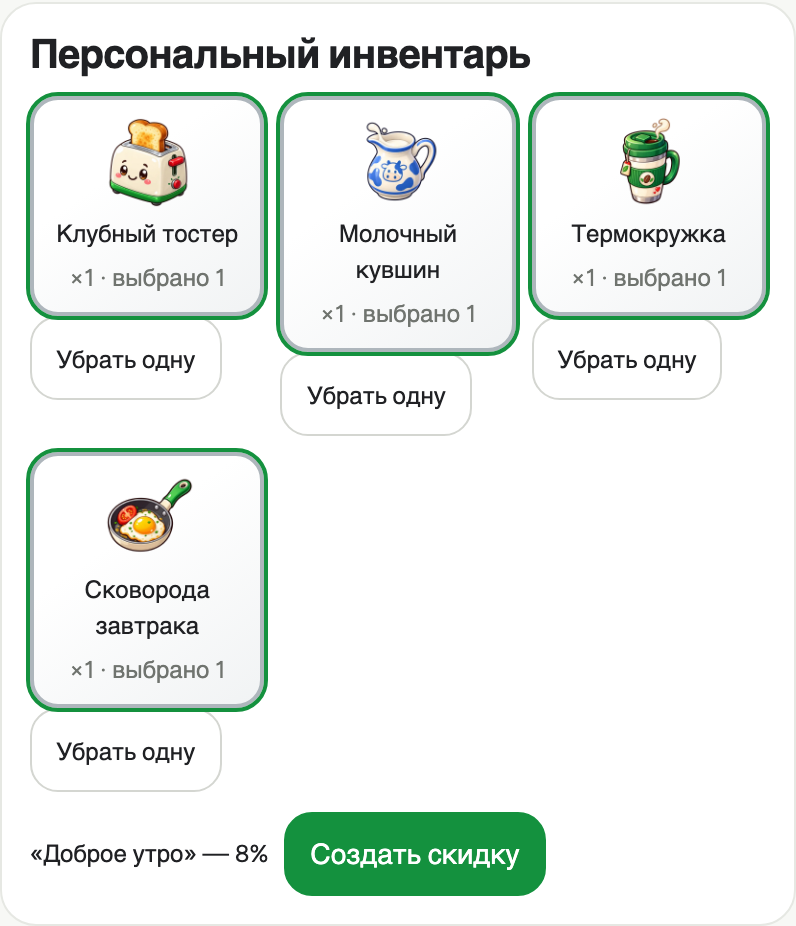 Персональный инвентарь
Клубный тостер
×1 · выбрано 1
Убрать одну
Молочный
кувшин
×1 · выбрано 1
Убрать одну
Термокружка
×1 · выбрано 1
Убрать одну
Сковорода
завтрака
×1 · выбрано 1
Убрать одну
«Доброе утро» — 8%
Создать скидку